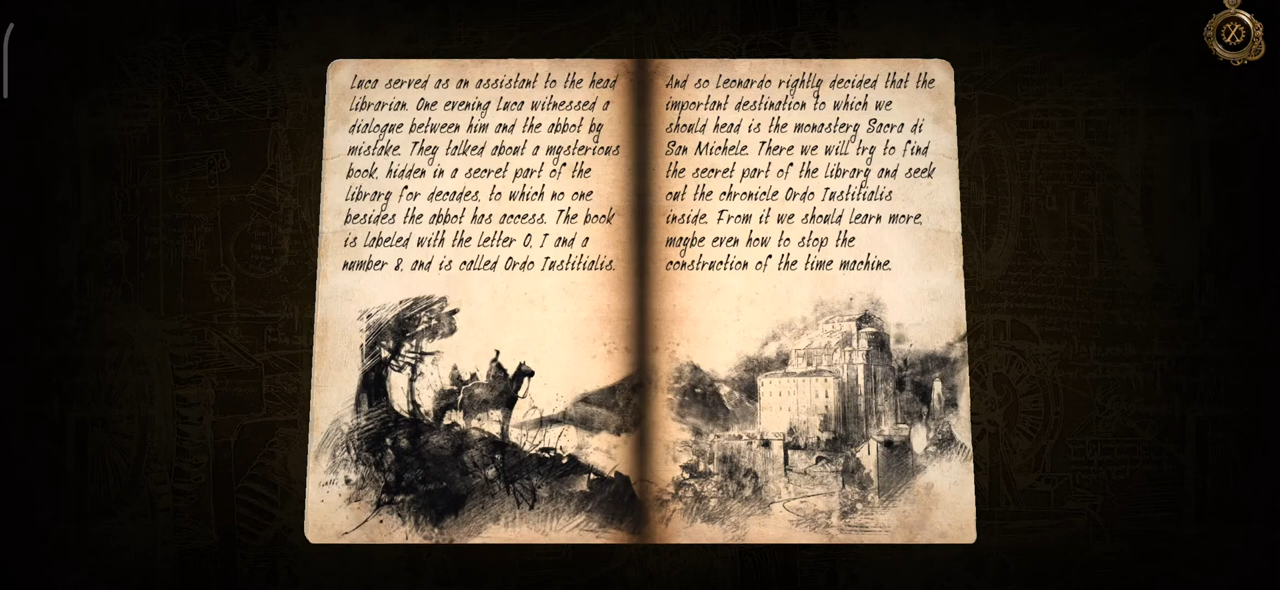 Luca served as an assistant to the head
librarian. One evening Luca witnessed a
dialogue between him and the abbot by
mistake. They talked about a mysterious
book, hidden in a secret part of the
library for decades, to which no one
besides the abbot has access. The book
is labeled with the letter O, I and a
number 8, and is called Ordo Iustitialis.
And so Leonardo rightly decided that the
important destination to which we
should head is the monastery Sacra di
San Michele. There we will try to find
the secret part of the library and seek
out the chronicle Ordo Iustitialis
inside. From it we should learn more,
maybe even how to stop the
construction of the time machine.